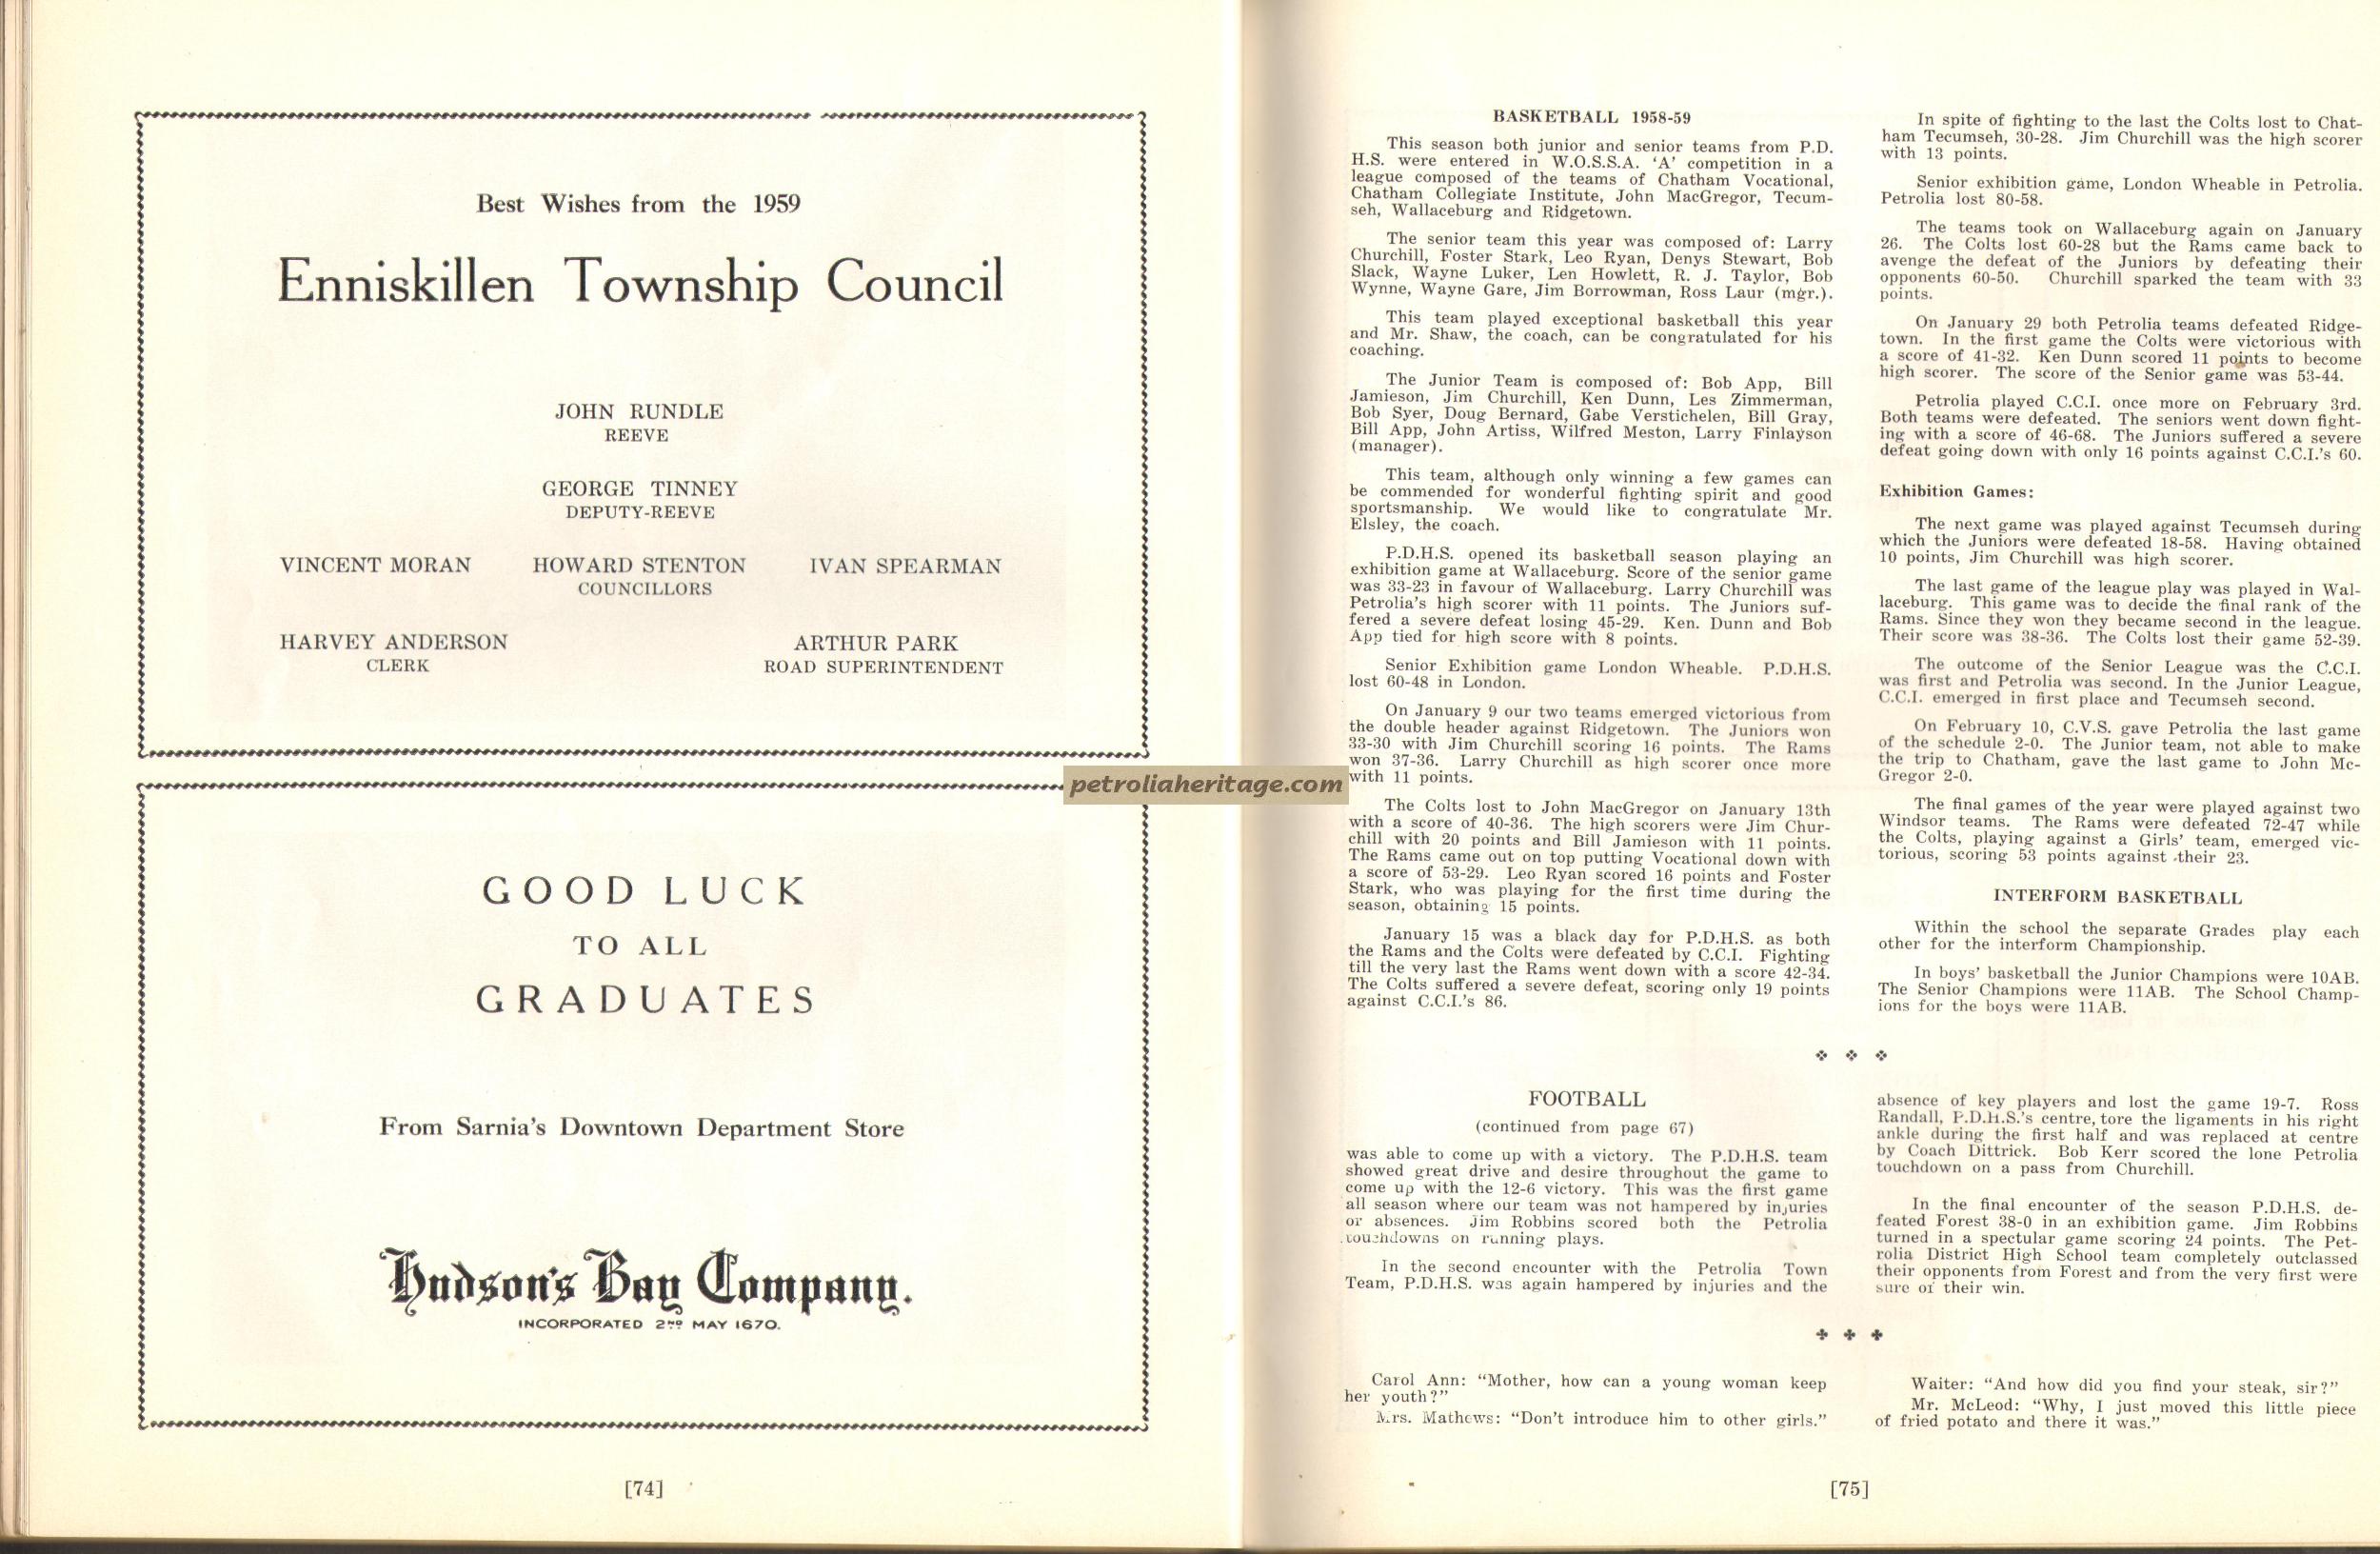 Best Wishes from the 1959
Enniskillen Township Council
JOHN RUNDLE
REEVE
GEORGE TINNEY
DEPUTY-REEVE
VINCENT MORAN HOWARD STENTON IVAN SPEARMAN
COUNCILLORS
HARVEY ANDERSON ARTHUR PARK
CLERK ROAD SUPERINTENDENT
GOOD LUCK
TO ALL
GRADUATES
From Sarnia's Downtown Department Store
Hudson's Bay Company.
INCORPORATED 2ND MAY 1670.
[74]
petroliaheritage.com
BASKETBALL 1958-59
This season both junior and senior teams from P.D.
H.S. were entered in W.O.S.S.A. 'A' competition in a
league composed of the teams of Chatham Vocational,
Chatham Collegiate Institute, John MacGregor, Tecum-
seh, Wallaceburg and Ridgetown.
The senior team this year was composed of: Larry
Churchill, Foster Stark, Leo Ryan, Denys Stewart, Bob
Slack, Wayne Luker, Len Howlett, R. J. Taylor, Bob
Wynne, Wayne Gare, Jim Borrowman, Ross Laur (mgr.).
This team played exceptional basketball this year
and Mr. Shaw, the coach, can be congratulated for his
coaching.
The Junior Team is composed of: Bob App, Bill
Jamieson, Jim Churchill, Ken Dunn, Les Zimmerman,
Bob Syer, Doug Bernard, Gabe Verstichelen, Bill Gray,
Bill App, John Artiss, Wilfred Meston, Larry Finlayson
(manager).
This team, although only winning a few games can
be commended for wonderful fighting spirit and good
sportsmanship. We would like to congratulate Mr.
Elsley, the coach.
P.D.H.S. opened its basketball season playing an
exhibition game at Wallaceburg. Score of the senior game
was 33-23 in favour of Wallaceburg. Larry Churchill was
Petrolia's high scorer with 11 points. The Juniors suf-
fered a severe defeat losing 45-29. Ken. Dunn and Bob
App tied for high score with 8 points.
Senior Exhibition game London Wheable. P.D.H.S.
lost 60-48 in London.
On January 9 our two teams emerged victorious from
the double header against Ridgetown. The Juniors won
33-30 with Jim Churchill scoring 16 points. The Rams
won 37-36. Larry Churchill as high scorer once more
with 11 points.
The Colts lost to John MacGregor on January 13th
with a score of 40-36. The high scorers were Jim Chur-
chill with 20 points and Bill Jamieson with 11 points.
The Rams came out on top putting Vocational down with
a score of 53-29. Leo Ryan scored 16 points and Foster
Stark, who was playing for the first time during the
season, obtaining 15 points.
January 15 was a black day for P.D.H.S. as both
the Rams and the Colts were defeated by C.C.I. Fighting
till the very last the Rams went down with a score 42-34.
The Colts suffered a severe defeat, scoring only 19 points
against C.C.I.'s 86.
In spite of fighting to the last the Colts lost to Chat-
ham Tecumseh, 30-28. Jim Churchill was the high scorer
with 13 points.
Senior exhibition game, London Wheable in Petrolia.
Petrolia lost 80-58.
The teams took on Wallaceburg again on January
26. The Colts lost 60-28 but the Rams came back to
avenge the defeat of the Juniors by defeating their
opponents 60-50. Churchill sparked the team with 33
points.
On January 29 both Petrolia teams defeated Ridge-
town. In the first game the Colts were victorious with
a score of 41-32. Ken Dunn scored 11 points to become
high scorer. The score of the Senior game was 53-44.
Petrolia played C.C.I. once more on February 3rd.
Both teams were defeated. The seniors went down fight-
ing with a score of 46-68. The Juniors suffered a severe
defeat going down with only 16 points against C.C.I.'s 60.
Exhibition Games:
The next game was played against Tecumseh during
which the Juniors were defeated 18-58. Having obtained
10 points, Jim Churchill was high scorer.
The last game of the league play was played in Wal-
laceburg. This game was to decide the final rank of the
Rams. Since they won they became second in the league.
Their score was 38-36. The Colts lost their game 52-39.
The outcome of the Senior League was the C.C.I.
was first and Petrolia was second. In the Junior League,
C.C.I. emerged in first place and Tecumseh second.
On February 10, C.V.S. gave Petrolia the last game
of the schedule 2-0. The Junior team, not able to make
the trip to Chatham, gave the last game to John Mc-
Gregor 2-0.
The final games of the year were played against two
Windsor teams. The Rams were defeated 72-47 while
the Colts, playing against a Girls' team, emerged vic-
torious, scoring 53 points against their 23.
INTERFORM BASKETBALL
Within the school the separate Grades play each
other for the interform Championship.
In boys' basketball the Junior Champions were 10AB.
The Senior Champions were 11AB. The School Champ-
ions for the boys were 11AB.
FOOTBALL
(continued from page 67)
was able to come up with a victory. The P.D.H.S. team
showed great drive and desire throughout the game to
come up with the 12-6 victory. This was the first game
all season where our team was not hampered by injuries
or absences. Jim Robbins scored both the Petrolia
touchdowns on running plays.
In the second encounter with the Petrolia Town
Team, P.D.H.S. was again hampered by injuries and the
absence of key players and lost the game 19-7. Ross
Randall, P.D.H.S.'s centre, tore the ligaments in his right
ankle during the first half and was replaced at centre
by Coach Dittrick. Bob Kerr scored the lone Petrolia
touchdown on a pass from Churchill.
In the final encounter of the season P.D.H.S. de-
feated Forest 38-0 in an exhibition game. Jim Robbins
turned in a spectular game scoring 24 points. The Pet-
rolia District High School team completely outclassed
their opponents from Forest and from the very first were
sure of their win.
Carol Ann: "Mother, how can a young woman keep
her youth?"
Mrs. Mathews: "Don't introduce him to other girls."
Waiter: "And how did you find your steak, sir?"
Mr. McLeod: "Why, I just moved this little piece
of fried potato and there it was."
[75]